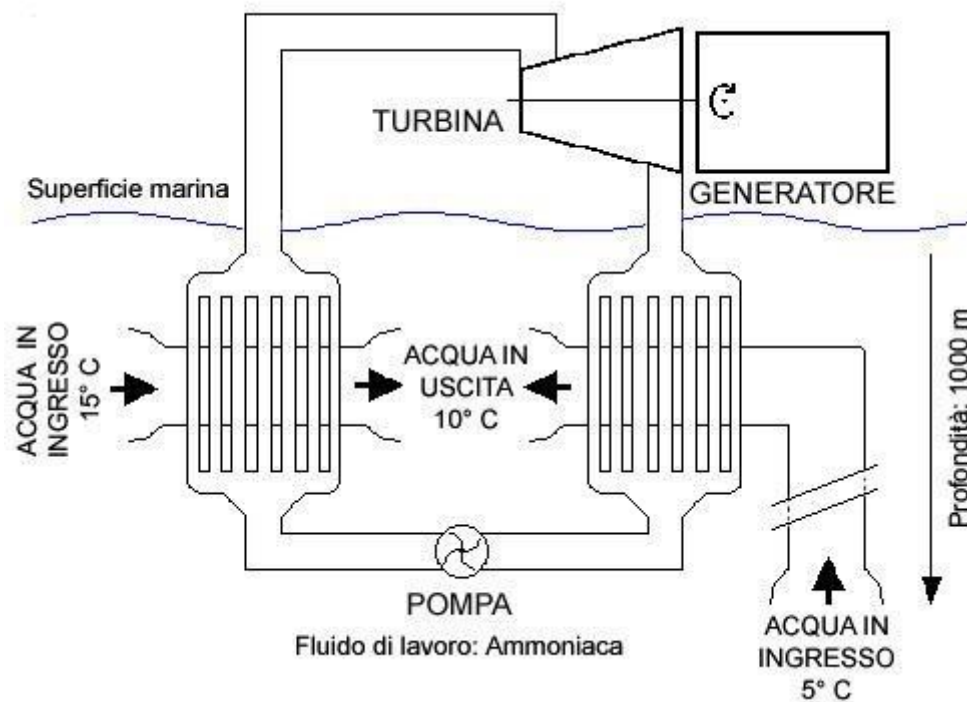 TURBINA
GENERATORE
Superficie marina
ACQUA IN
INGRESSO
15° C
ACQUA IN
USCITA
10° C
Profondità: 1000 m
POMPA
Fluido di lavoro: Ammoniaca
ACQUA IN
INGRESSO
5° C